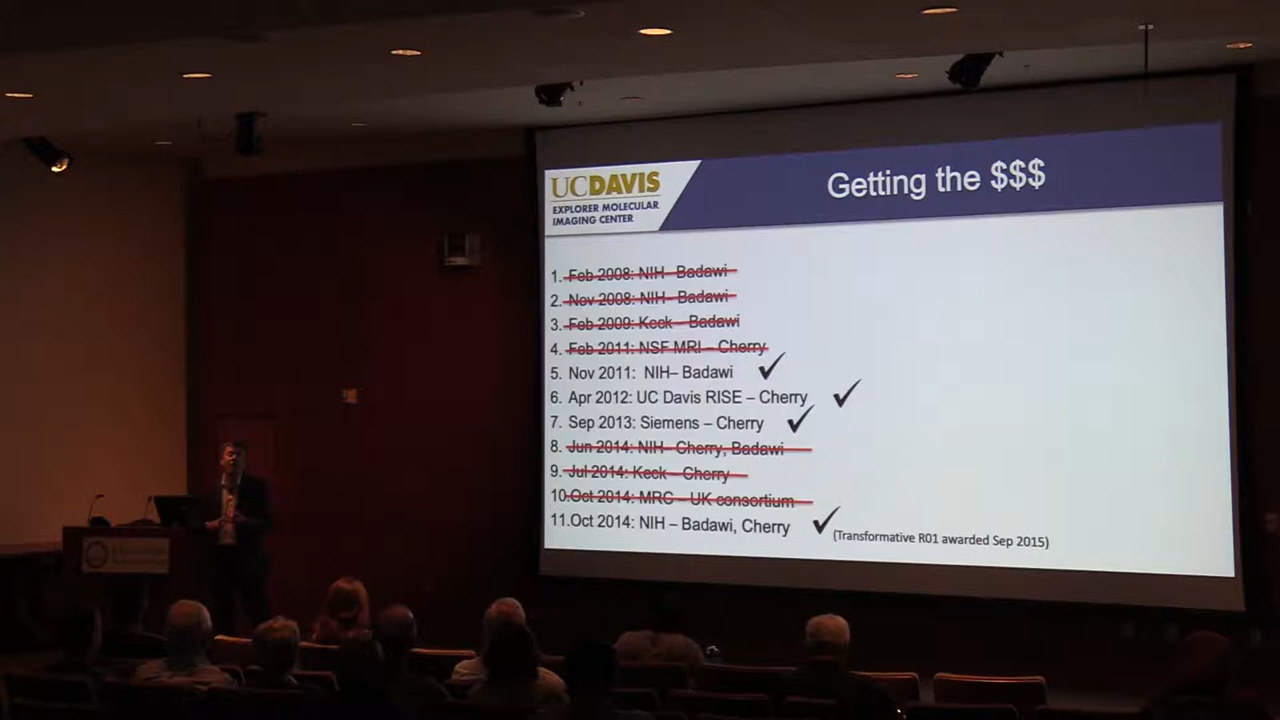 Getting the $$$
UCDAVIS
EXPLORER MOLECULAR
IMAGING CENTER
1. Feb 2008: NIH– Badawi
2. Nov 2008: NIH– Badawi
3. Feb 2009: Keck – Badawi
4. Feb 2011: NSF MRI – Cherry
5. Nov 2011: NIH– Badawi
6. Apr 2012: UC Davis RISE – Cherry
7. Sep 2013: Siemens – Cherry
8. Jun 2014: NIH– Cherry, Badawi
9. Jul 2014: Keck – Cherry
10.Oct 2014: MRC – UK consortium
11.Oct 2014: NIH – Badawi, Cherry
(Transformative R01 awarded Sep 2015)